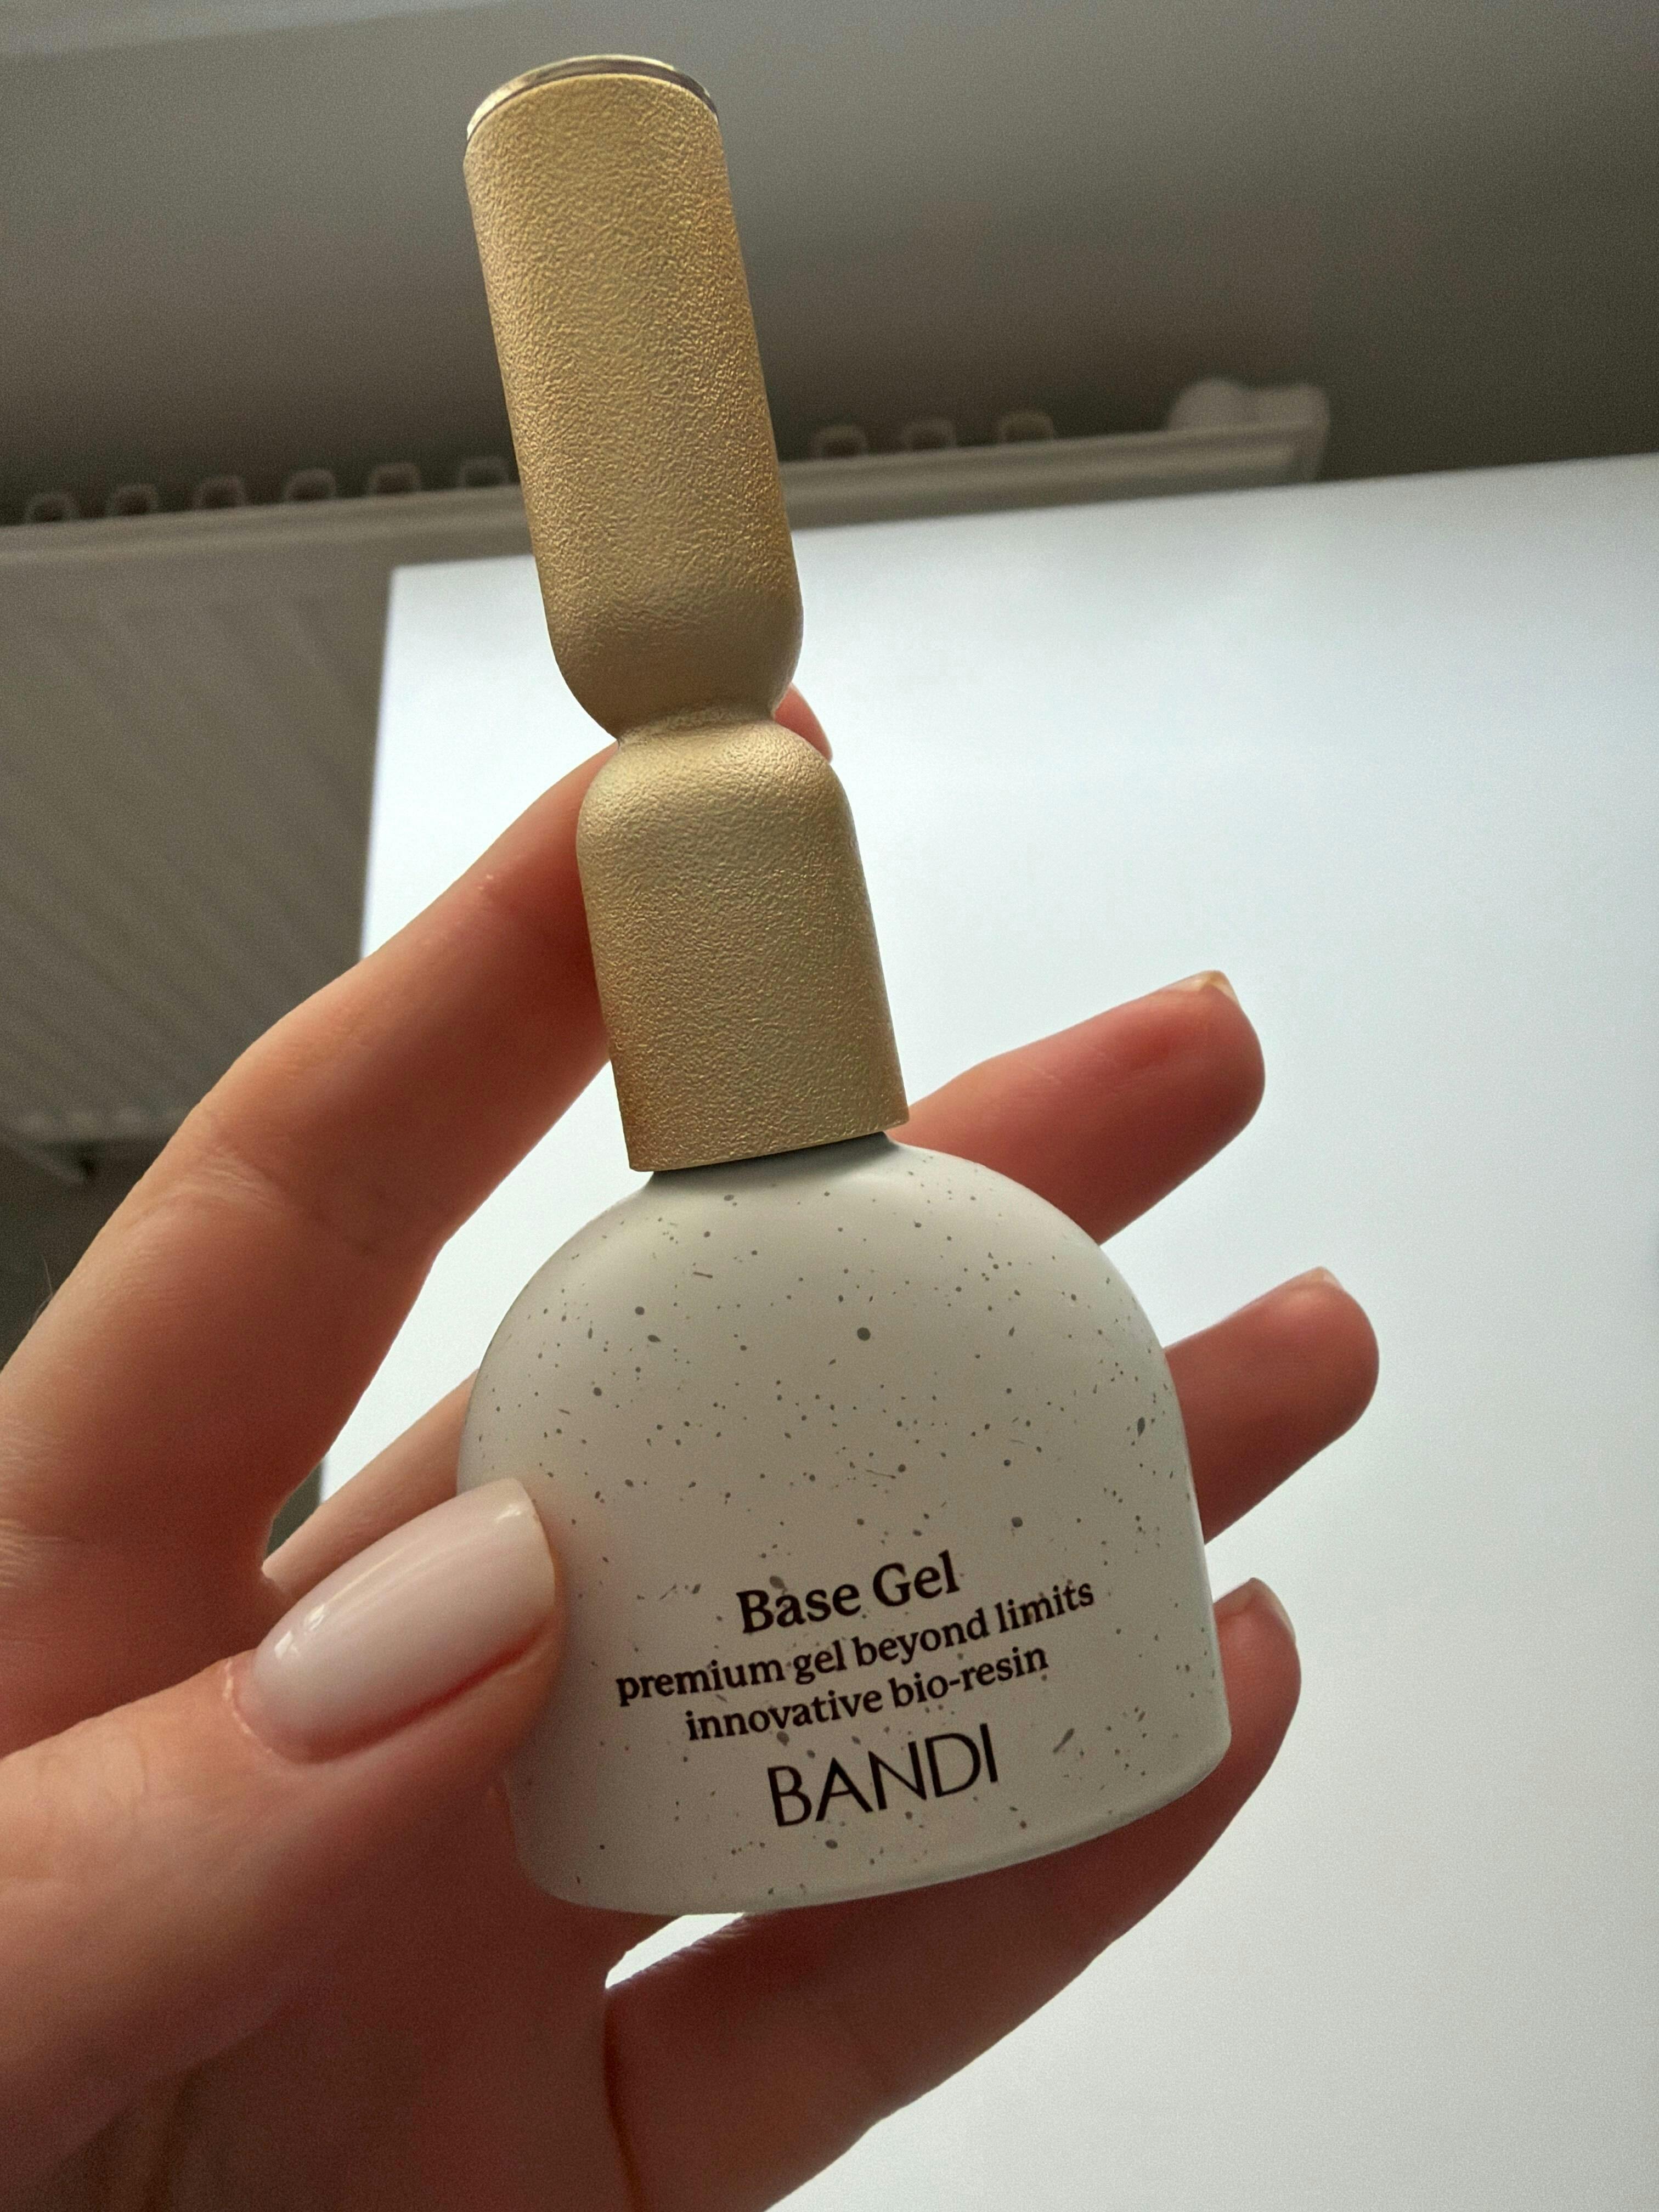 Base Gel
premium gel beyond limits
innovative bio-resin
BANDI